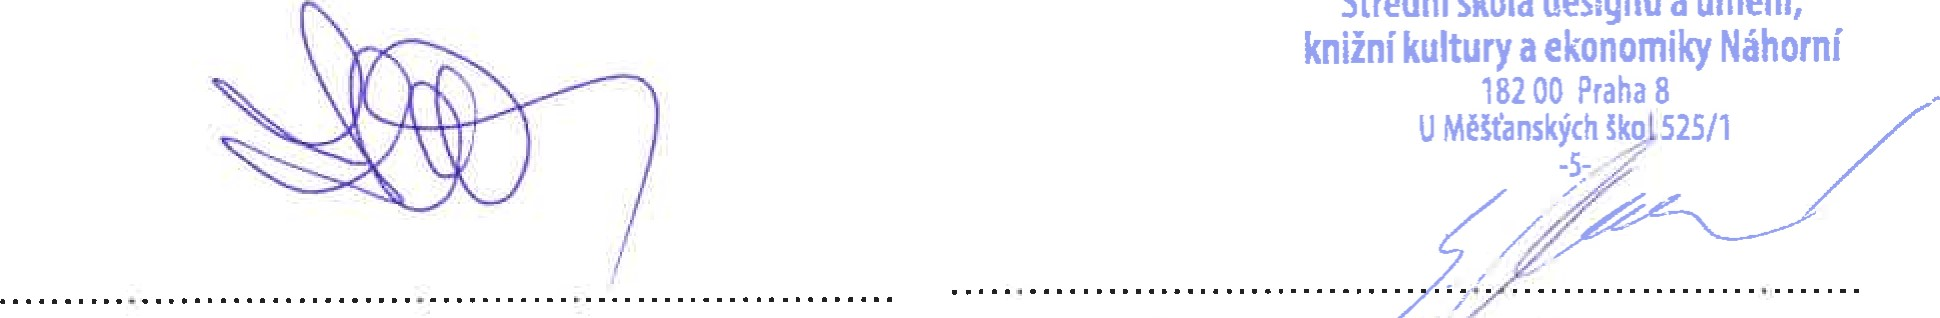 Střední škola designu a umění,
knižní kultury a ekonomiky Náhorní
182 00 Praha 8
U Měšťanských škol 525/1
-5-